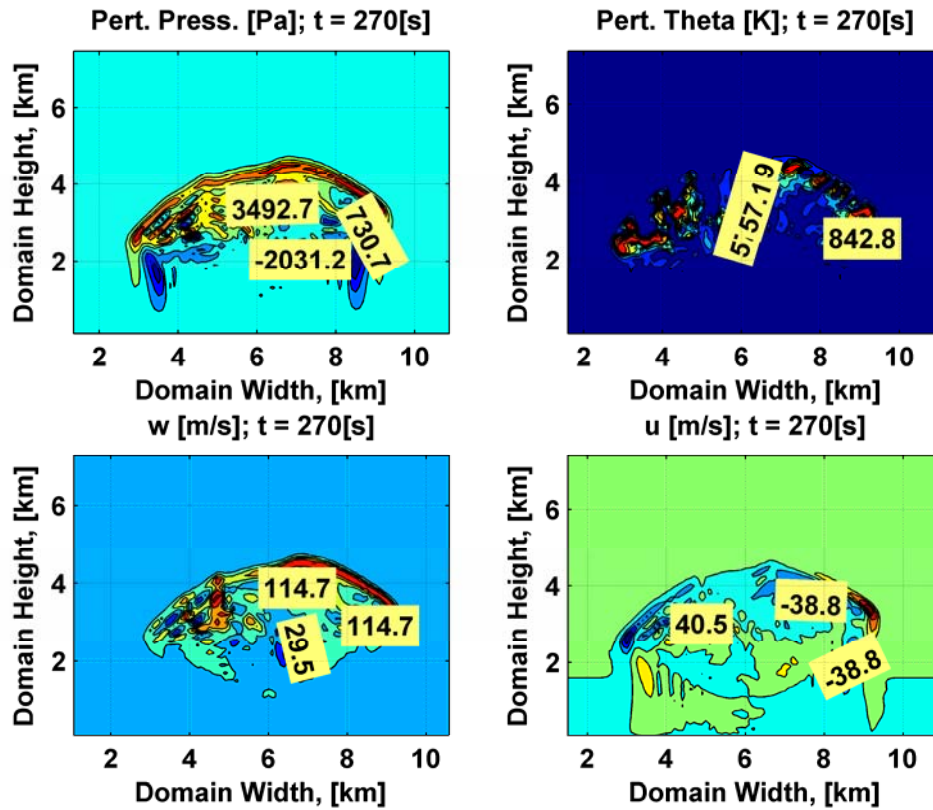 Pert. Press. [Pa]; t = 270[s]
Domain Height, [km]
6
4
2
3492.7
730.7
-2031.2
2 4 6 8 10
Domain Width, [km]
Pert. Theta [K]; t = 270[s]
Domain Height, [km]
6
4
2
842.8
2 4 6 8 10
Domain Width, [km]
w [m/s]; t = 270[s]
Domain Height, [km]
6
4
2
114.7
114.7
29.5
2 4 6 8 10
Domain Width, [km]
u [m/s]; t = 270[s]
Domain Height, [km]
6
4
2
-38.8
40.5
-38.8
2 4 6 8 10
Domain Width, [km]